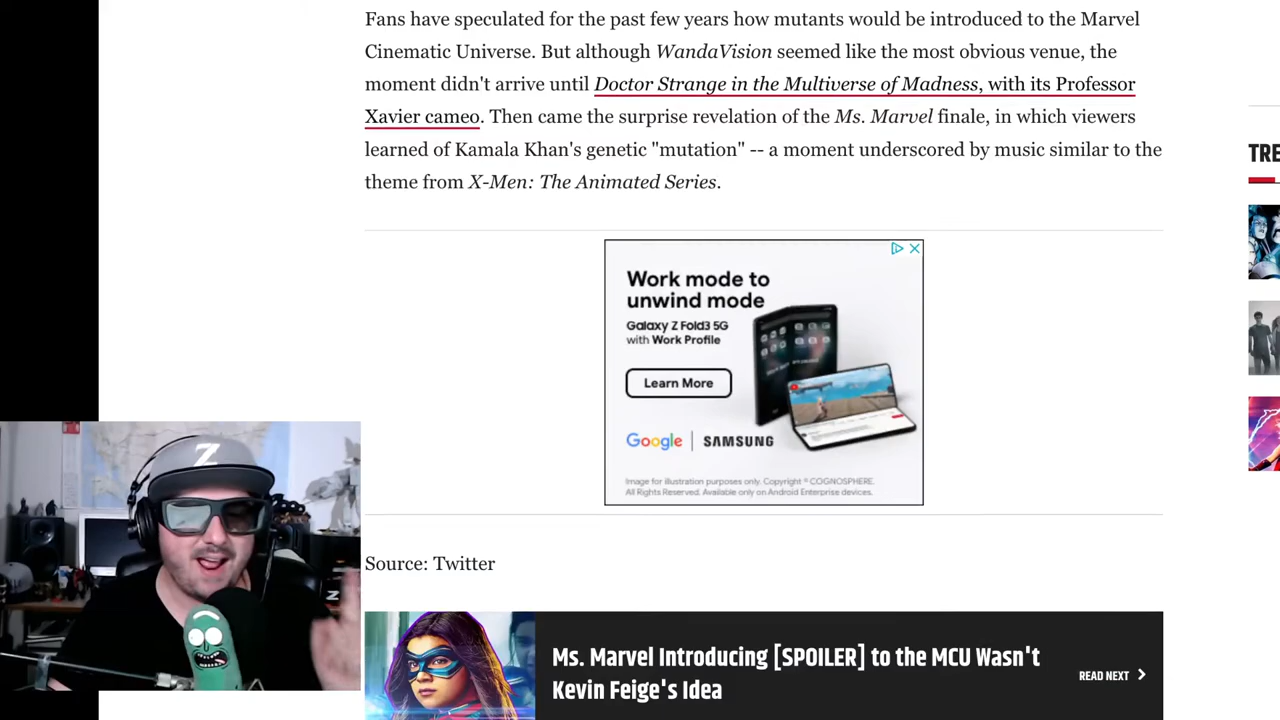 Fans have speculated for the past few years how mutants would be introduced to the Marvel
Cinematic Universe. But although WandaVision seemed like the most obvious venue, the
moment didn't arrive until Doctor Strange in the Multiverse of Madness, with its Professor
Xavier cameo. Then came the surprise revelation of the Ms. Marvel finale, in which viewers
learned of Kamala Khan's genetic "mutation" -- a moment underscored by music similar to the
theme from X-Men: The Animated Series.
TRE
Work mode to
unwind mode
Galaxy Z Fold3 5G
with Work Profile
Learn More
Google | SAMSUNG
Image for illustration purposes only. Copyright © COGNOSPHERE.
All Rights Reserved. Available only on Android Enterprise devices.
Z
Source: Twitter
Ms. Marvel Introducing [SPOILER] to the MCU Wasn't
Kevin Feige's Idea
READ NEXT